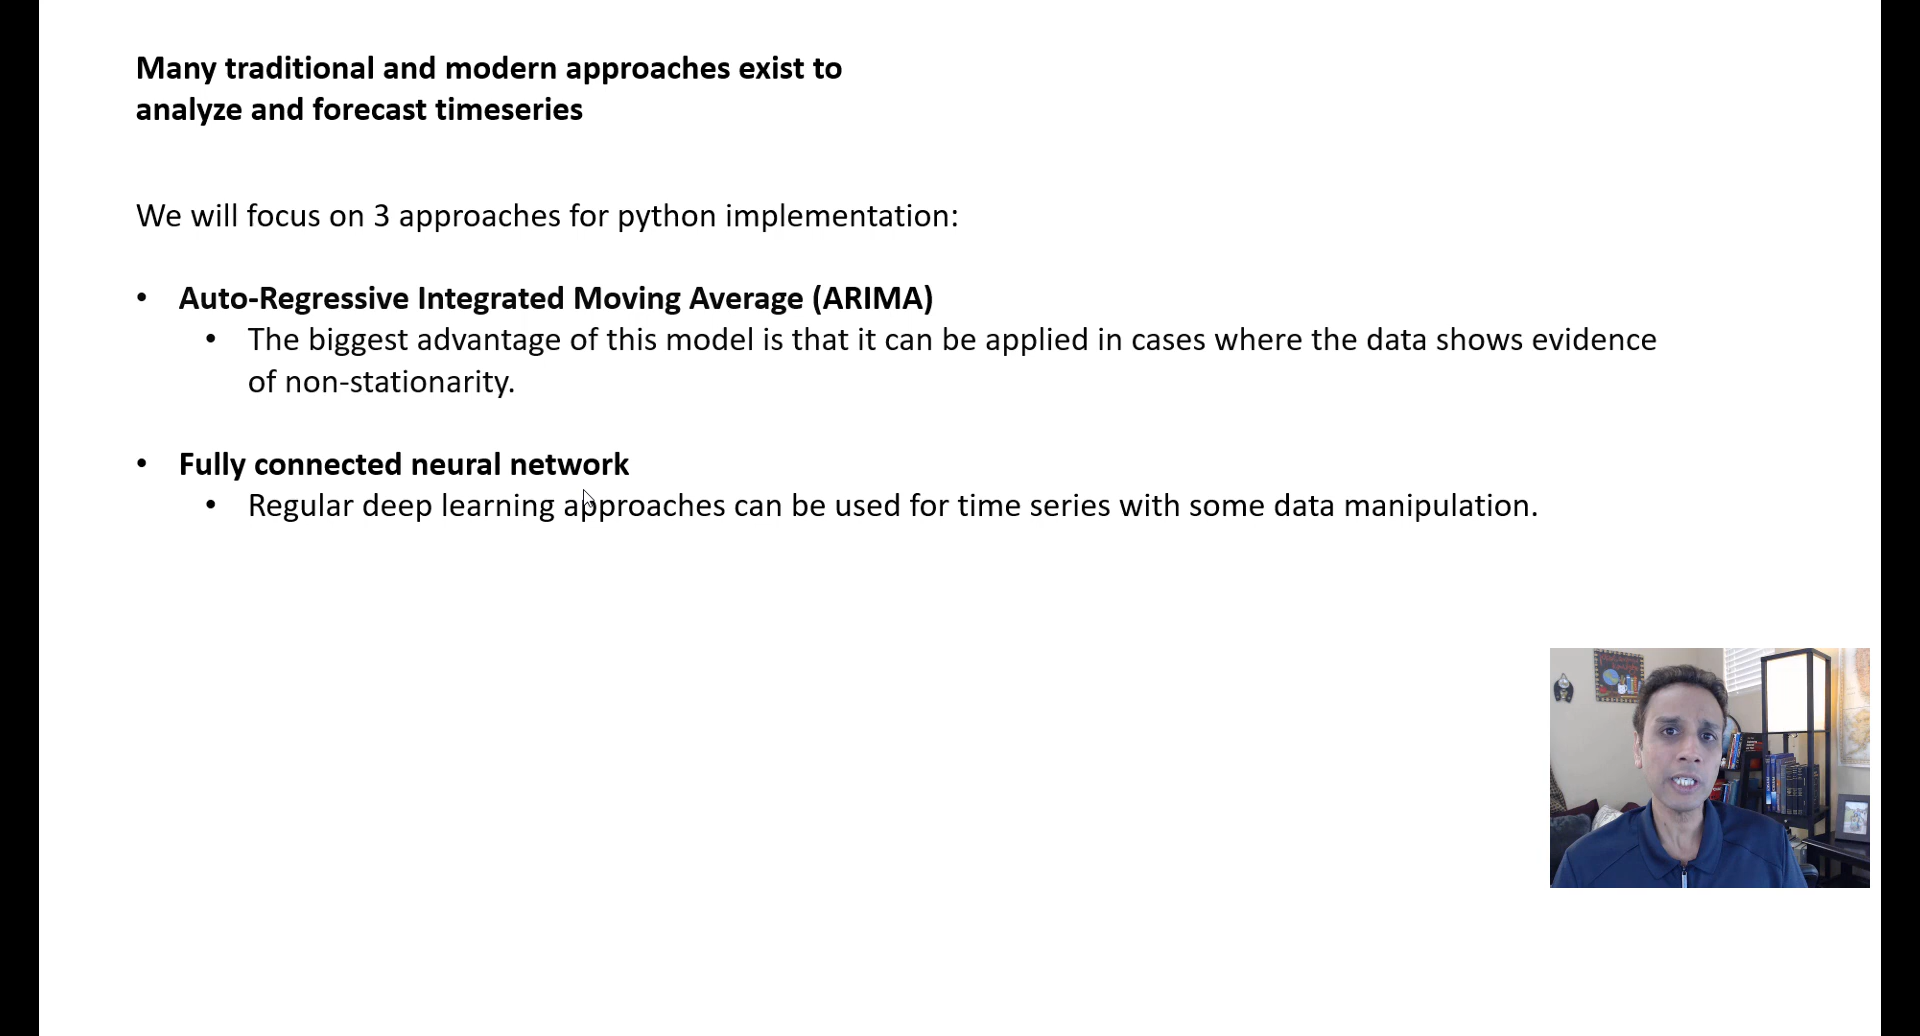 Many traditional and modern approaches exist to
analyze and forecast timeseries
We will focus on 3 approaches for python implementation:
• Auto-Regressive Integrated Moving Average (ARIMA)
• The biggest advantage of this model is that it can be applied in cases where the data shows evidence
of non-stationarity.
• Fully connected neural network
• Regular deep learning approaches can be used for time series with some data manipulation.